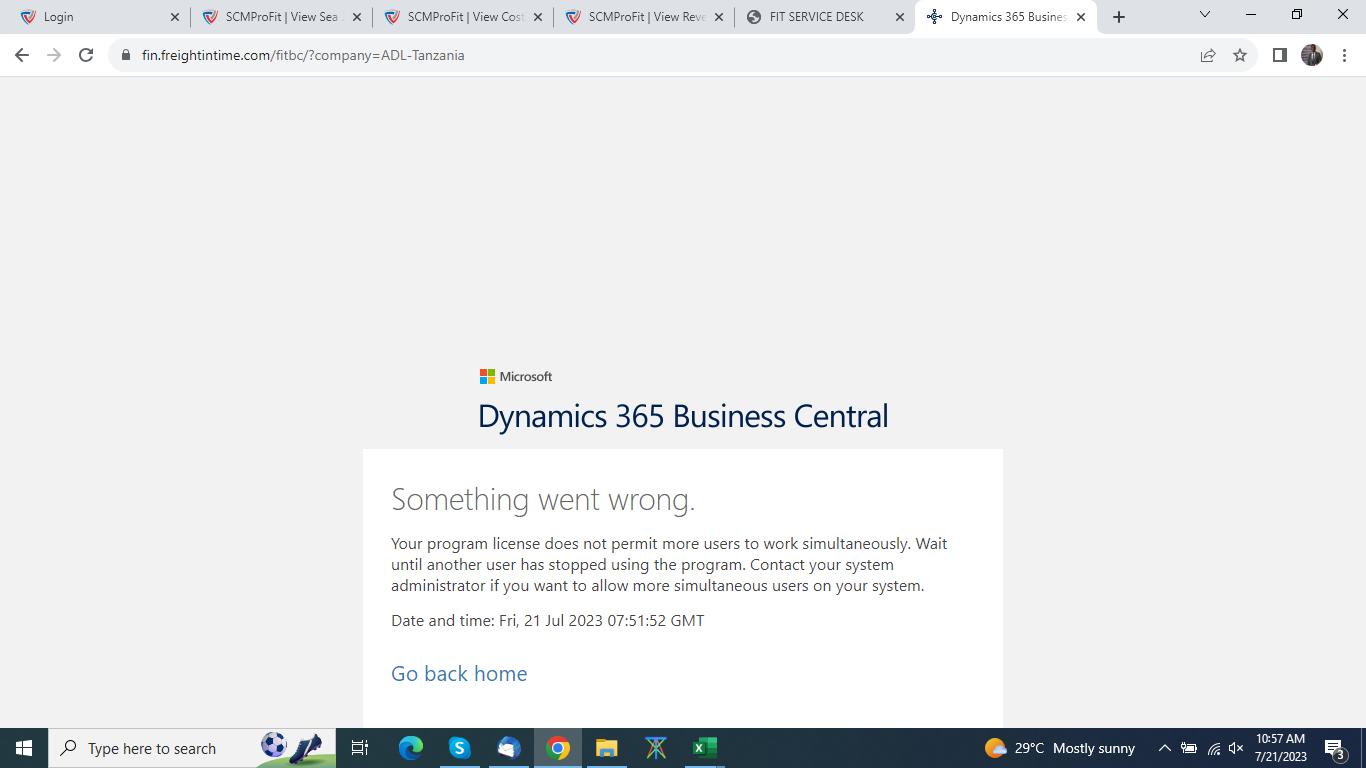 Login
SCMProFit | View Sea
SCMProFit | View Cost
SCMProFit | View Reve
FIT SERVICE DESK
Dynamics 365 Busines
fin.freightintime.com/fitbc/?company=ADL-Tanzania
Microsoft
Dynamics 365 Business Central
Something went wrong.
Your program license does not permit more users to work simultaneously. Wait
until another user has stopped using the program. Contact your system
administrator if you want to allow more simultaneous users on your system.
Date and time: Fri, 21 Jul 2023 07:51:52 GMT
Go back home
Type here to search
29°C Mostly sunny
10:57 AM
7/21/2023
3